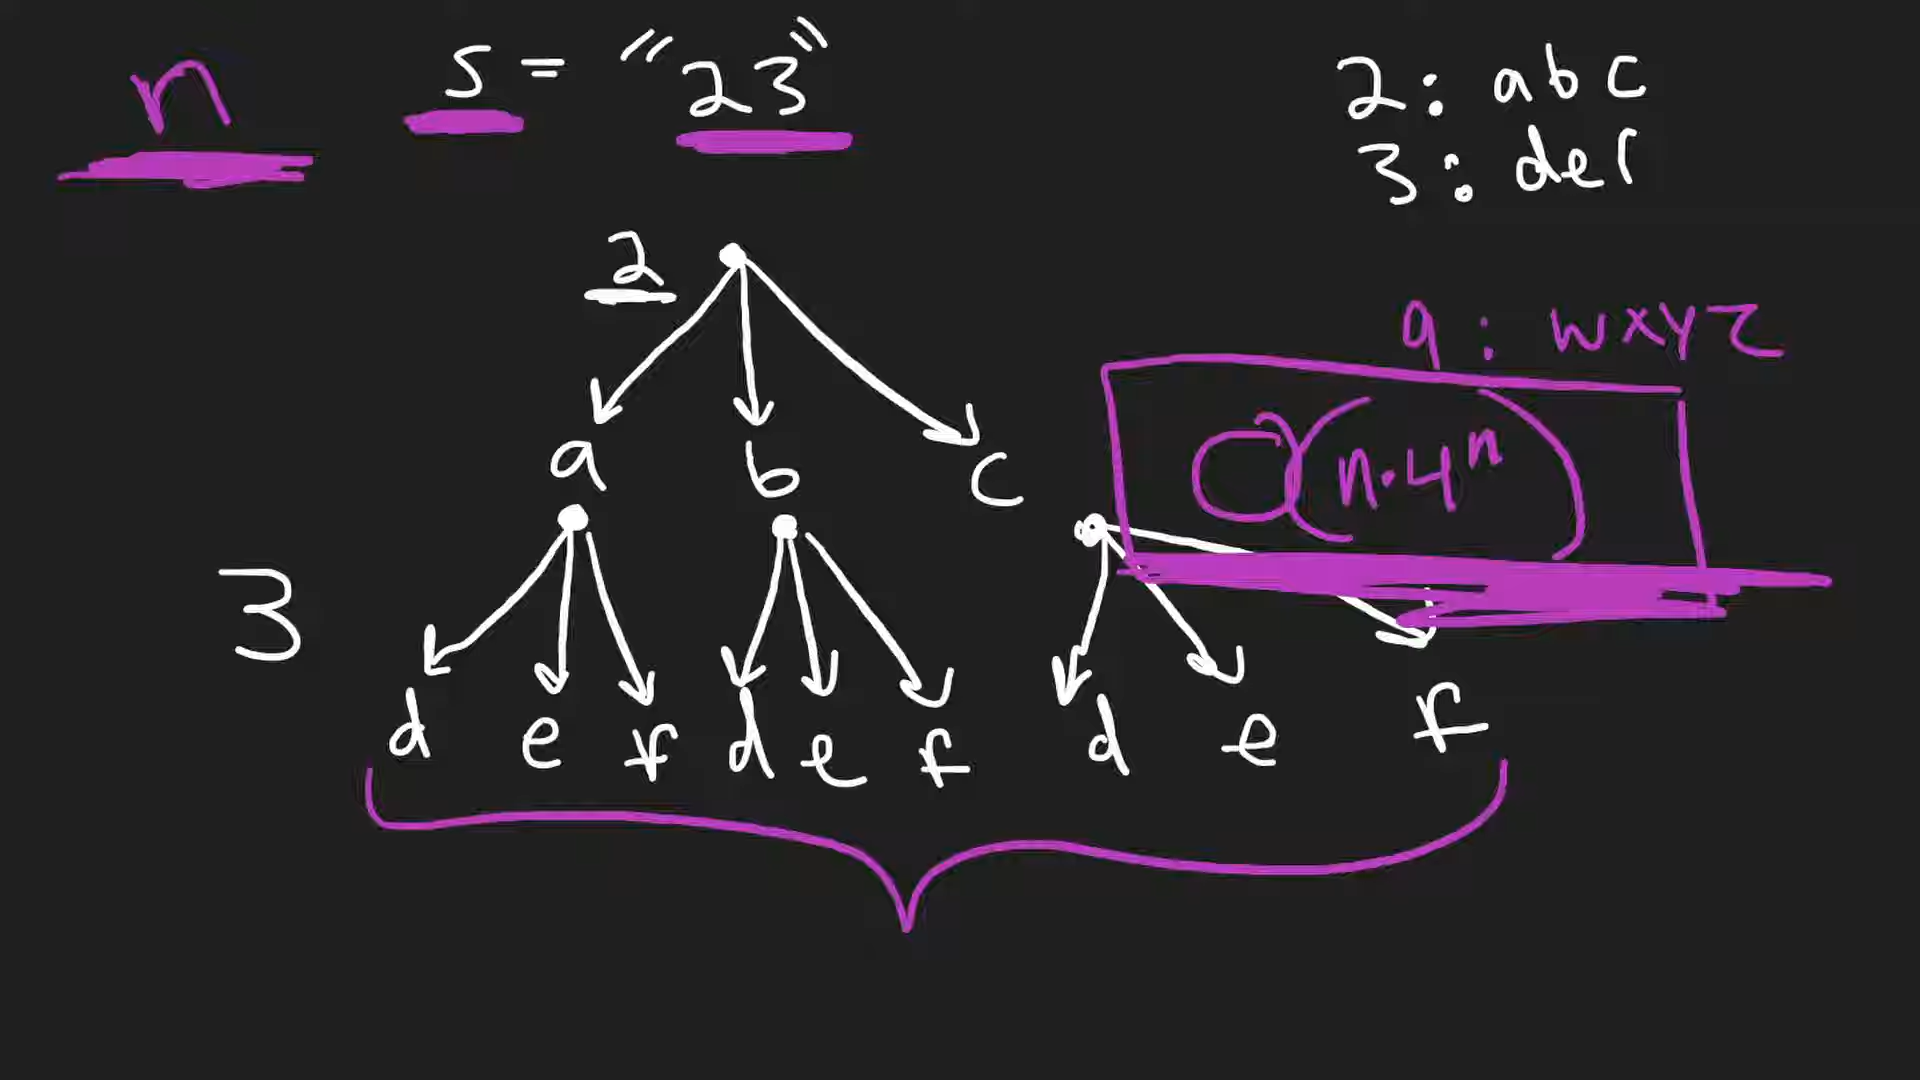 n s = "23" 2: abc
3: def
2
9: wxyz
a b c O(n·4ⁿ)
3
d e f d e f d e f